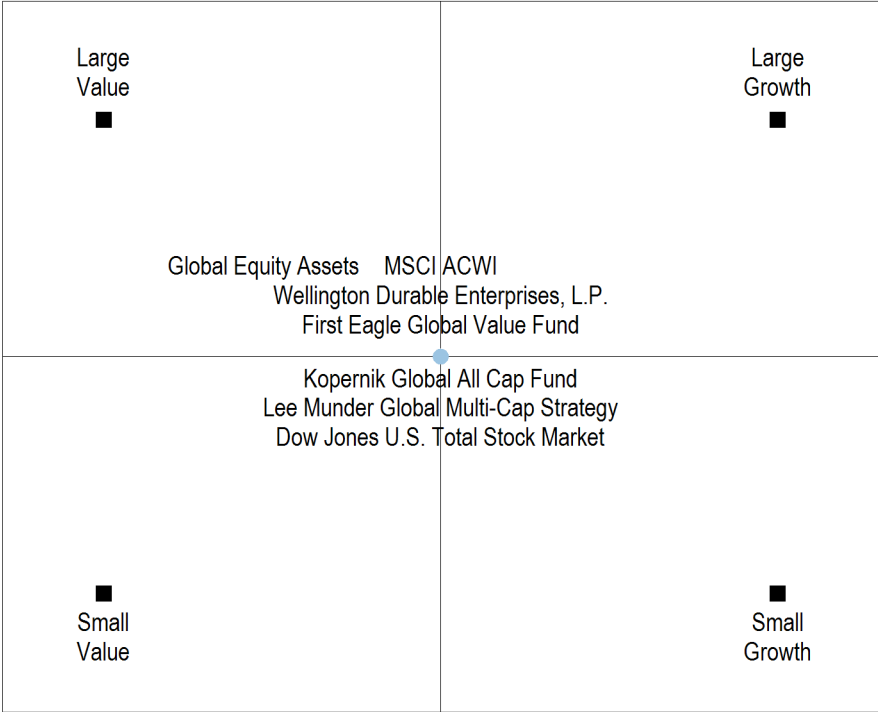 Large
Value
Large
Growth
Global Equity Assets MSCI ACWI
Wellington Durable Enterprises, L.P.
First Eagle Global Value Fund
Kopernik Global All Cap Fund
Lee Munder Global Multi-Cap Strategy
Dow Jones U.S. Total Stock Market
Small
Value
Small
Growth